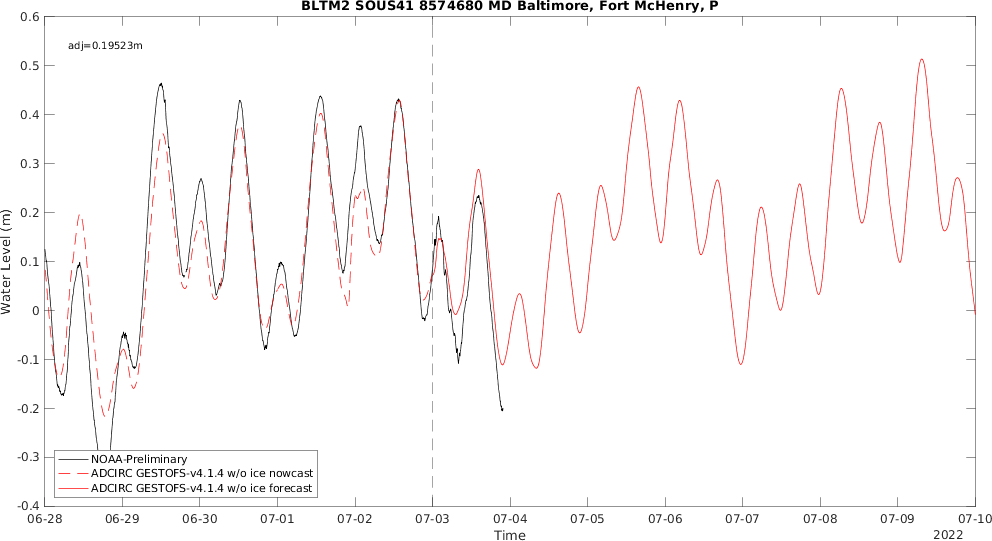 BLTM2 SOUS41 8574680 MD Baltimore, Fort McHenry, P
adj=0.19523m
Water Level (m)
0.6
0.5
0.4
0.3
0.2
0.1
0
-0.1
-0.2
-0.3
-0.4
NOAA-Preliminary
ADCIRC GESTOFS-v4.1.4 w/o ice nowcast
ADCIRC GESTOFS-v4.1.4 w/o ice forecast
06-28 06-29 06-30 07-01 07-02 07-03 07-04 07-05 07-06 07-07 07-08 07-09 07-10
Time
2022